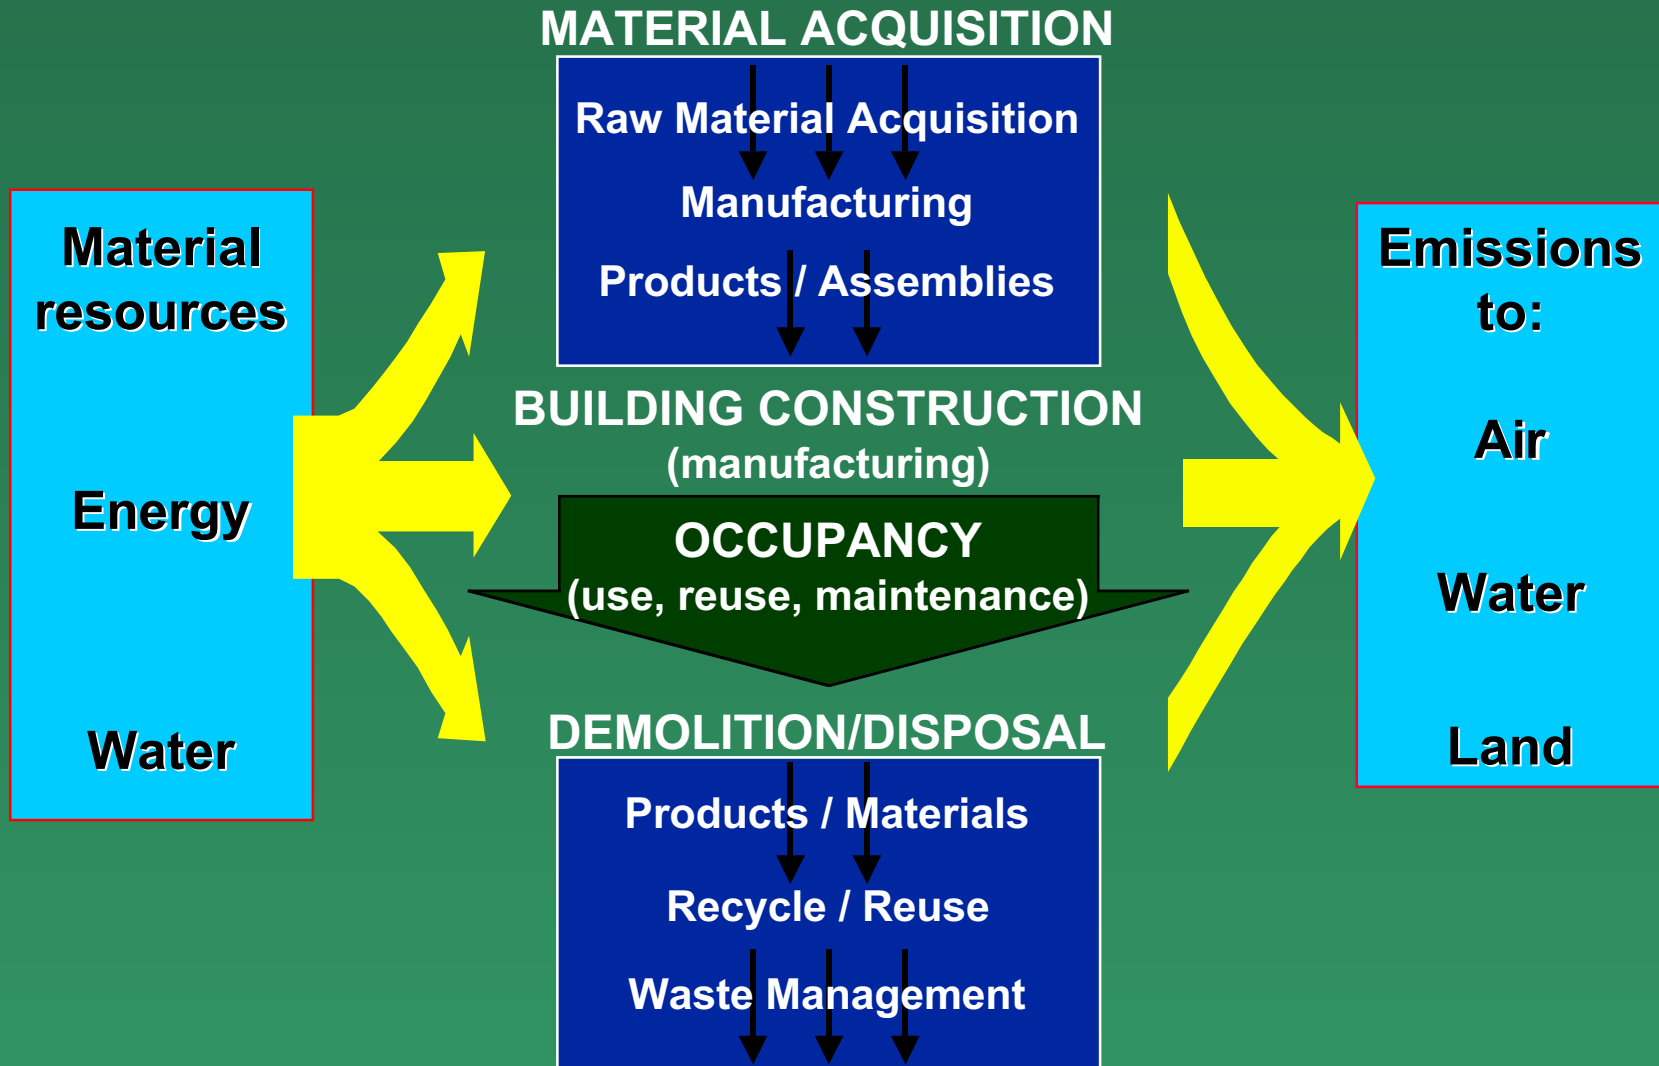 MATERIAL ACQUISITION
Raw Material Acquisition
Manufacturing
Products / Assemblies
Material
resources
Energy
Water
BUILDING CONSTRUCTION
(manufacturing)
OCCUPANCY
(use, reuse, maintenance)
DEMOLITION/DISPOSAL
Products / Materials
Recycle / Reuse
Waste Management
Emissions
to:
Air
Water
Land